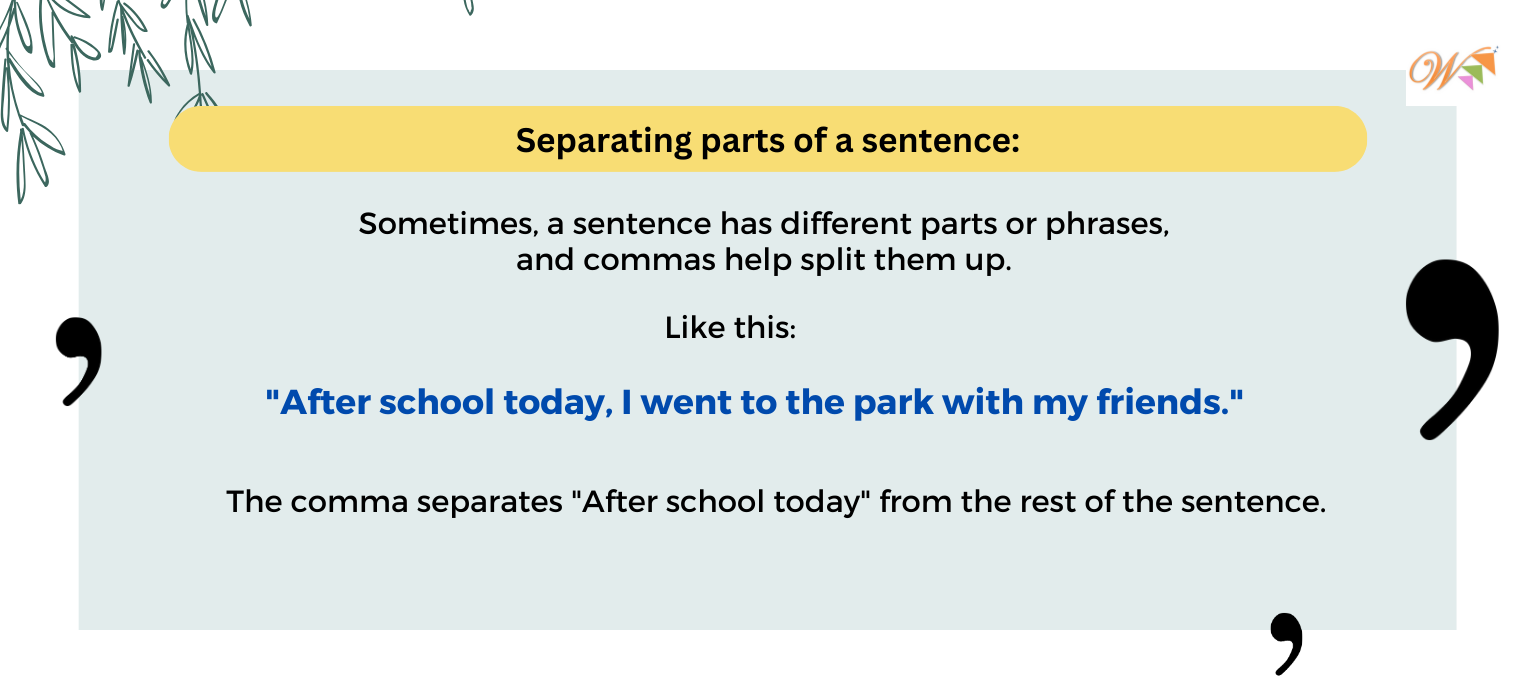 W
Separating parts of a sentence:
Sometimes, a sentence has different parts or phrases,
and commas help split them up.
Like this:
"After school today, I went to the park with my friends."
The comma separates "After school today" from the rest of the sentence.